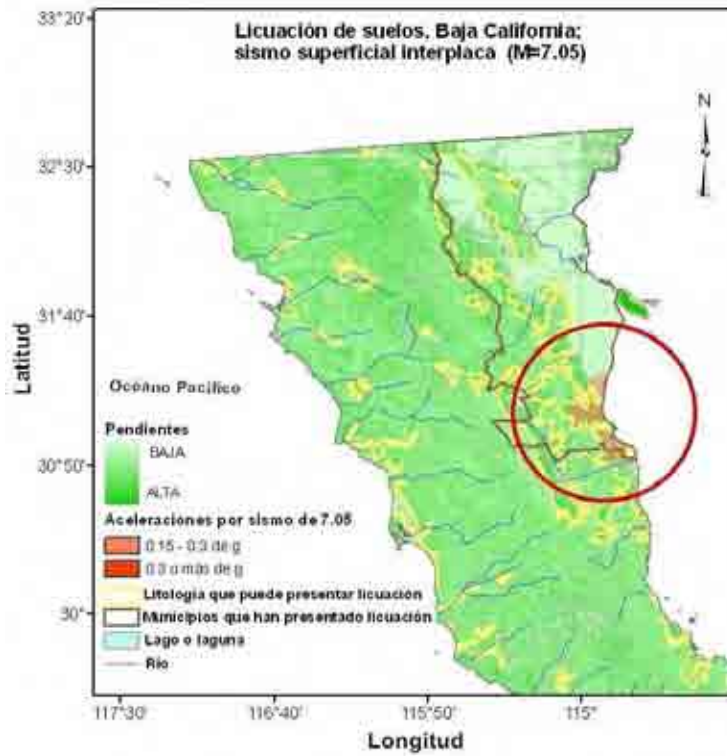 Licuación de suelos, Baja California;
sismo superficial interplaca (M=7.05)
33°20'
N
32°30'
31°40'
Latitud
Océano Pacífico
Pendientes
BAJA
ALTA
30°50'
Aceleraciones por sismo de 7.05
0.15 - 0.3 de g
0.3 o más de g
Litología que puede presentar licuación
30°
Municipios que han presentado licuación
Lago o laguna
Río
117°30'
116°40'
115°50'
115°
Longitud